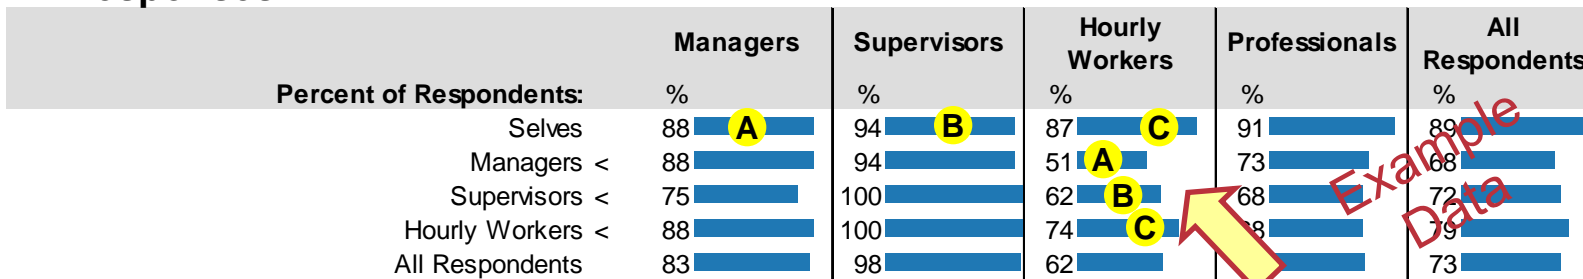 Managers Supervisors Hourly Workers Professionals All Respondents
Percent of Respondents: % % % % %
Selves 88 A 94 B 87 C 91 89
Managers < 88 94 51 A 73 68
Supervisors < 75 100 62 B 68 72
Hourly Workers < 88 100 74 C 79
All Respondents 83 98 62 73
Example
Data